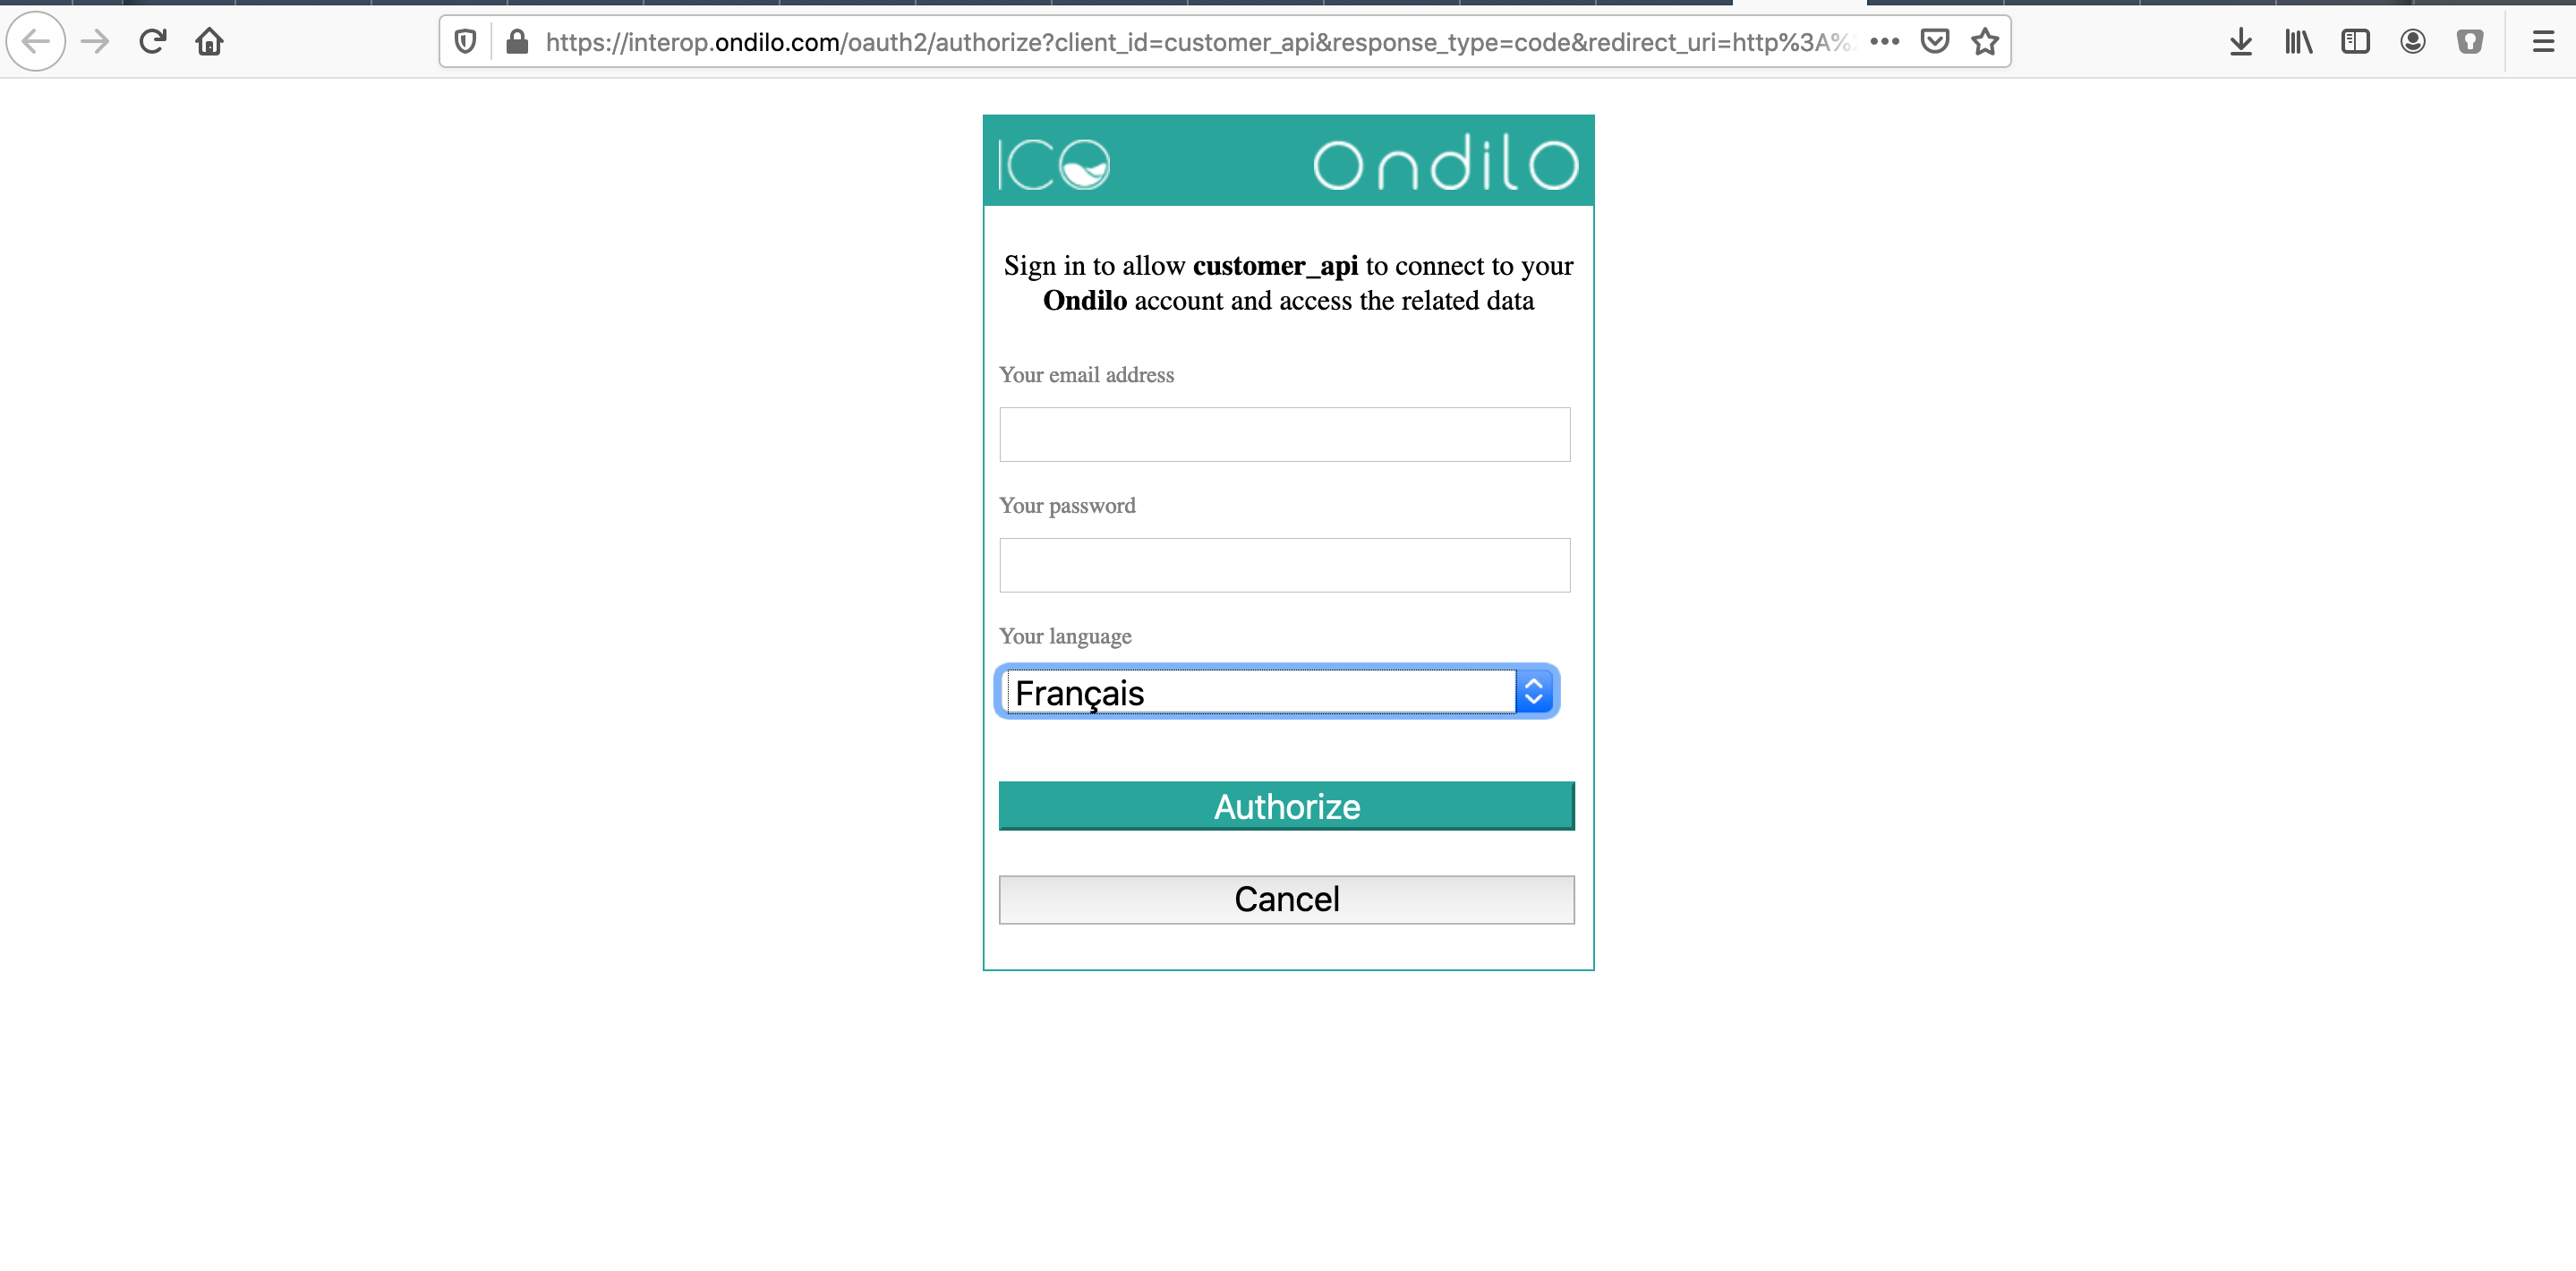 https://interop.ondilo.com/oauth2/authorize?client_id=customer_api&response_type=code&redirect_uri=http%3A%
ICO
Ondilo
Sign in to allow customer_api to connect to your
Ondilo account and access the related data
Your email address
Your password
Your language
Français
Authorize
Cancel